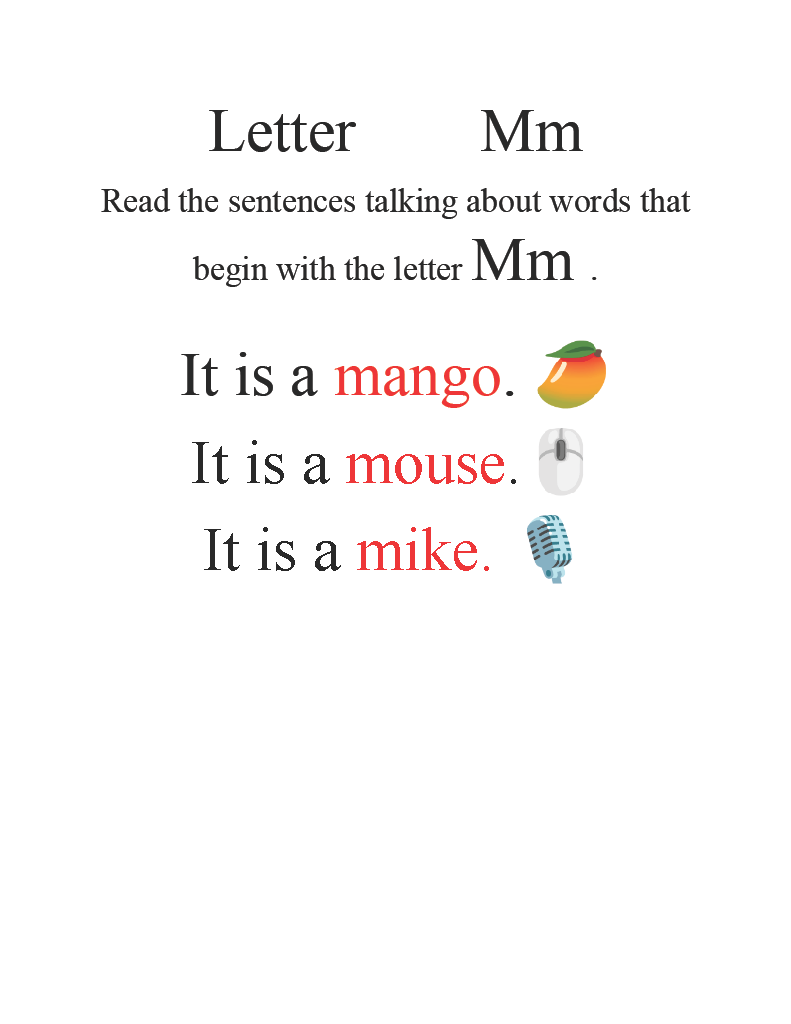 Letter Mm
Read the sentences talking about words that
begin with the letter Mm .
It is a mango.
It is a mouse.
It is a mike.